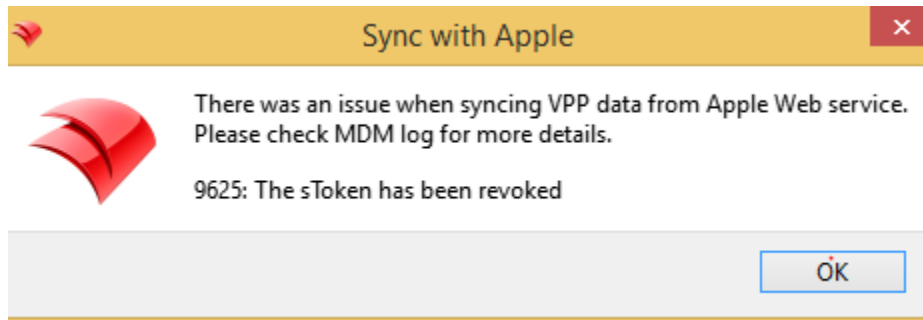 Sync with Apple
There was an issue when syncing VPP data from Apple Web service.
Please check MDM log for more details.
9625: The sToken has been revoked
OK